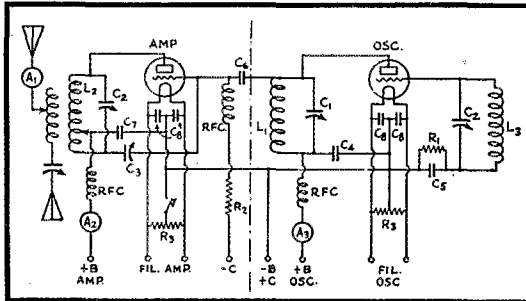 AMP
OSC.
A1
L2
C2
C7
C3
C8
C6
RFC
L1
C1
C4
C8 C8
R1
C5
C2
L3
RFC
A2
R3
R2
RFC
A3
R3
+B
AMP.
FIL. AMP.
-C
-B
+C
+B
OSC.
FIL.
OSC